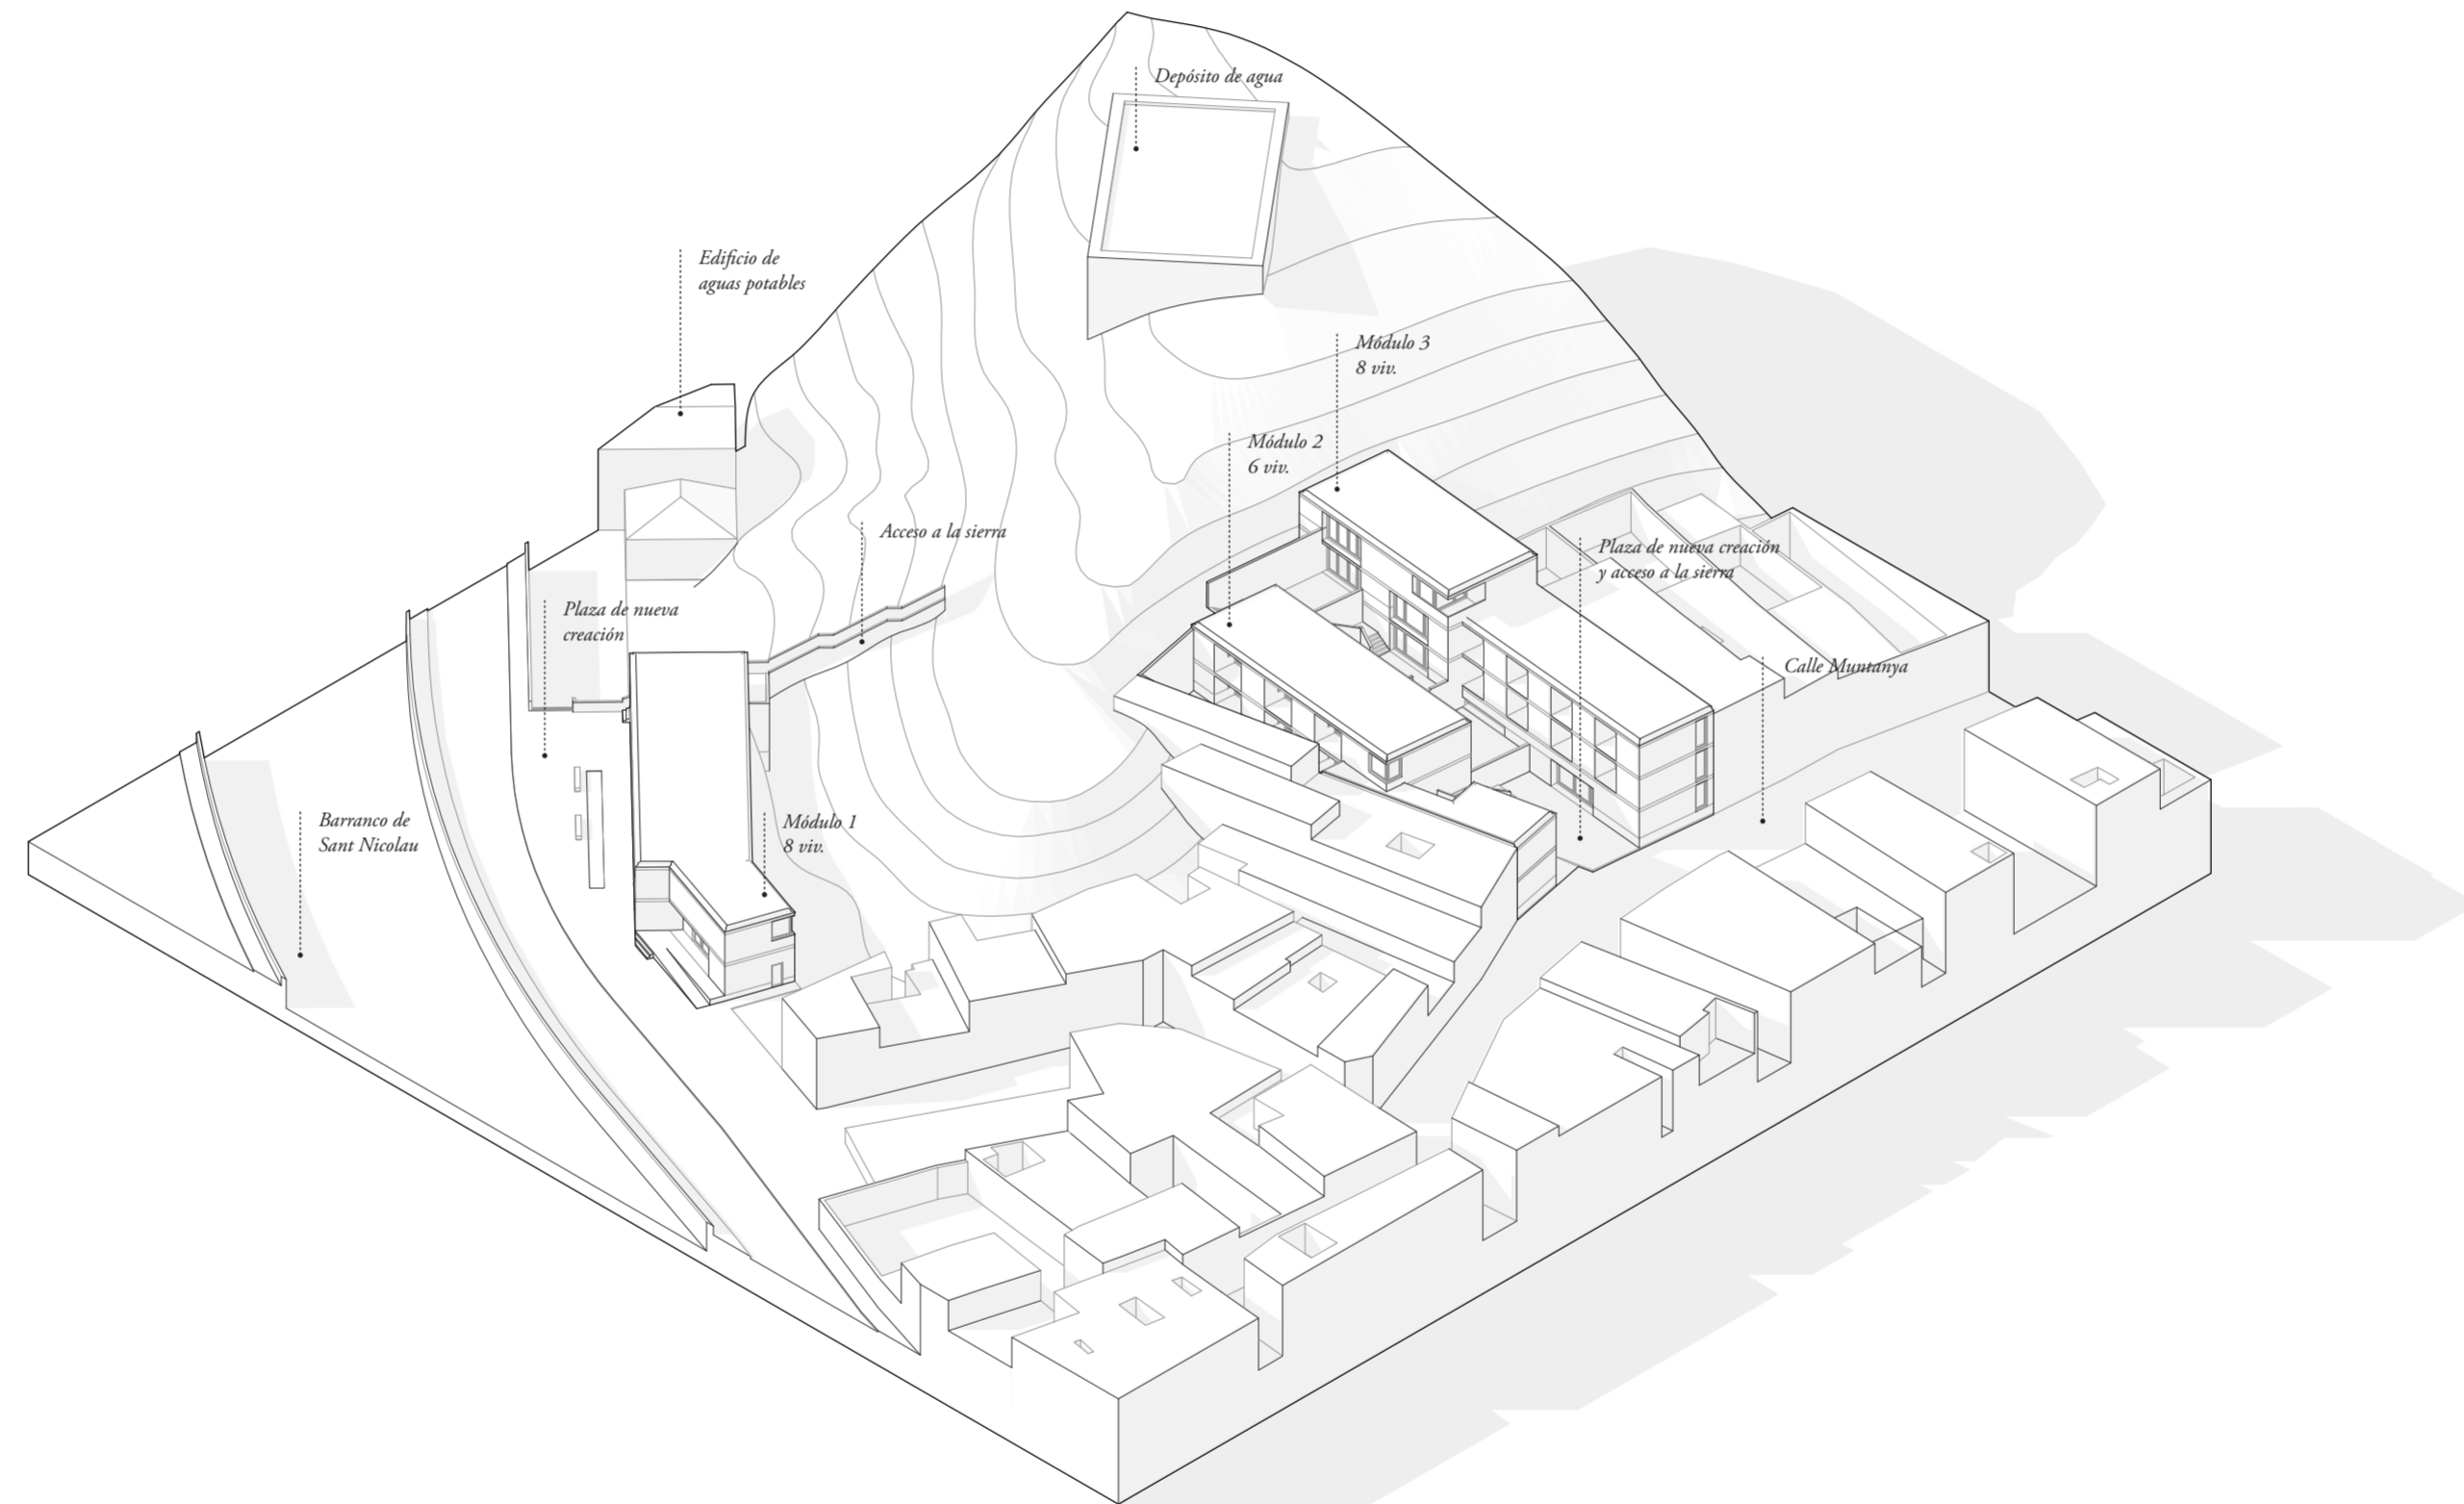 Depósito de agua
Edificio de
aguas potables
Módulo 3
8 viv.
Módulo 2
6 viv.
Acceso a la sierra
Plaza de nueva creación
y acceso a la sierra
Plaza de nueva
creación
Calle Muntanya
Barranco de
Sant Nicolau
Módulo 1
8 viv.